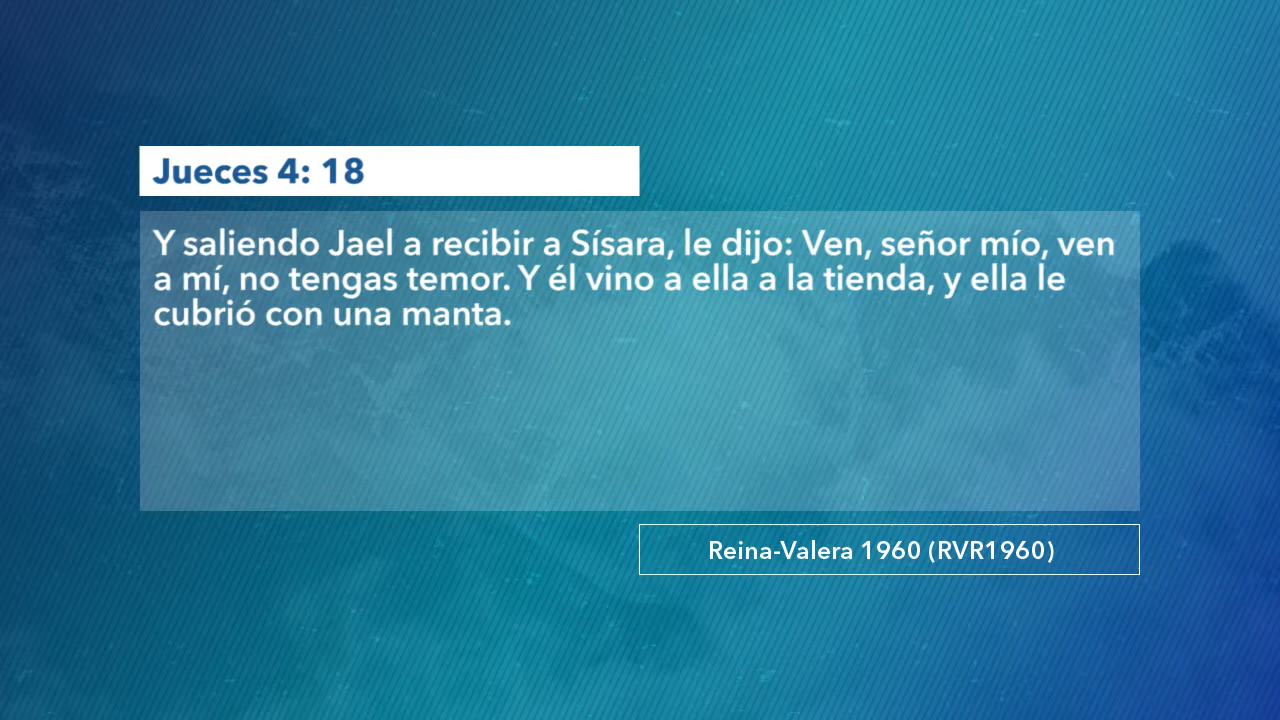 Jueces 4: 18
Y saliendo Jael a recibir a Sísara, le dijo: Ven, señor mío, ven
a mí, no tengas temor. Y él vino a ella a la tienda, y ella le
cubrió con una manta.
Reina-Valera 1960 (RVR1960)